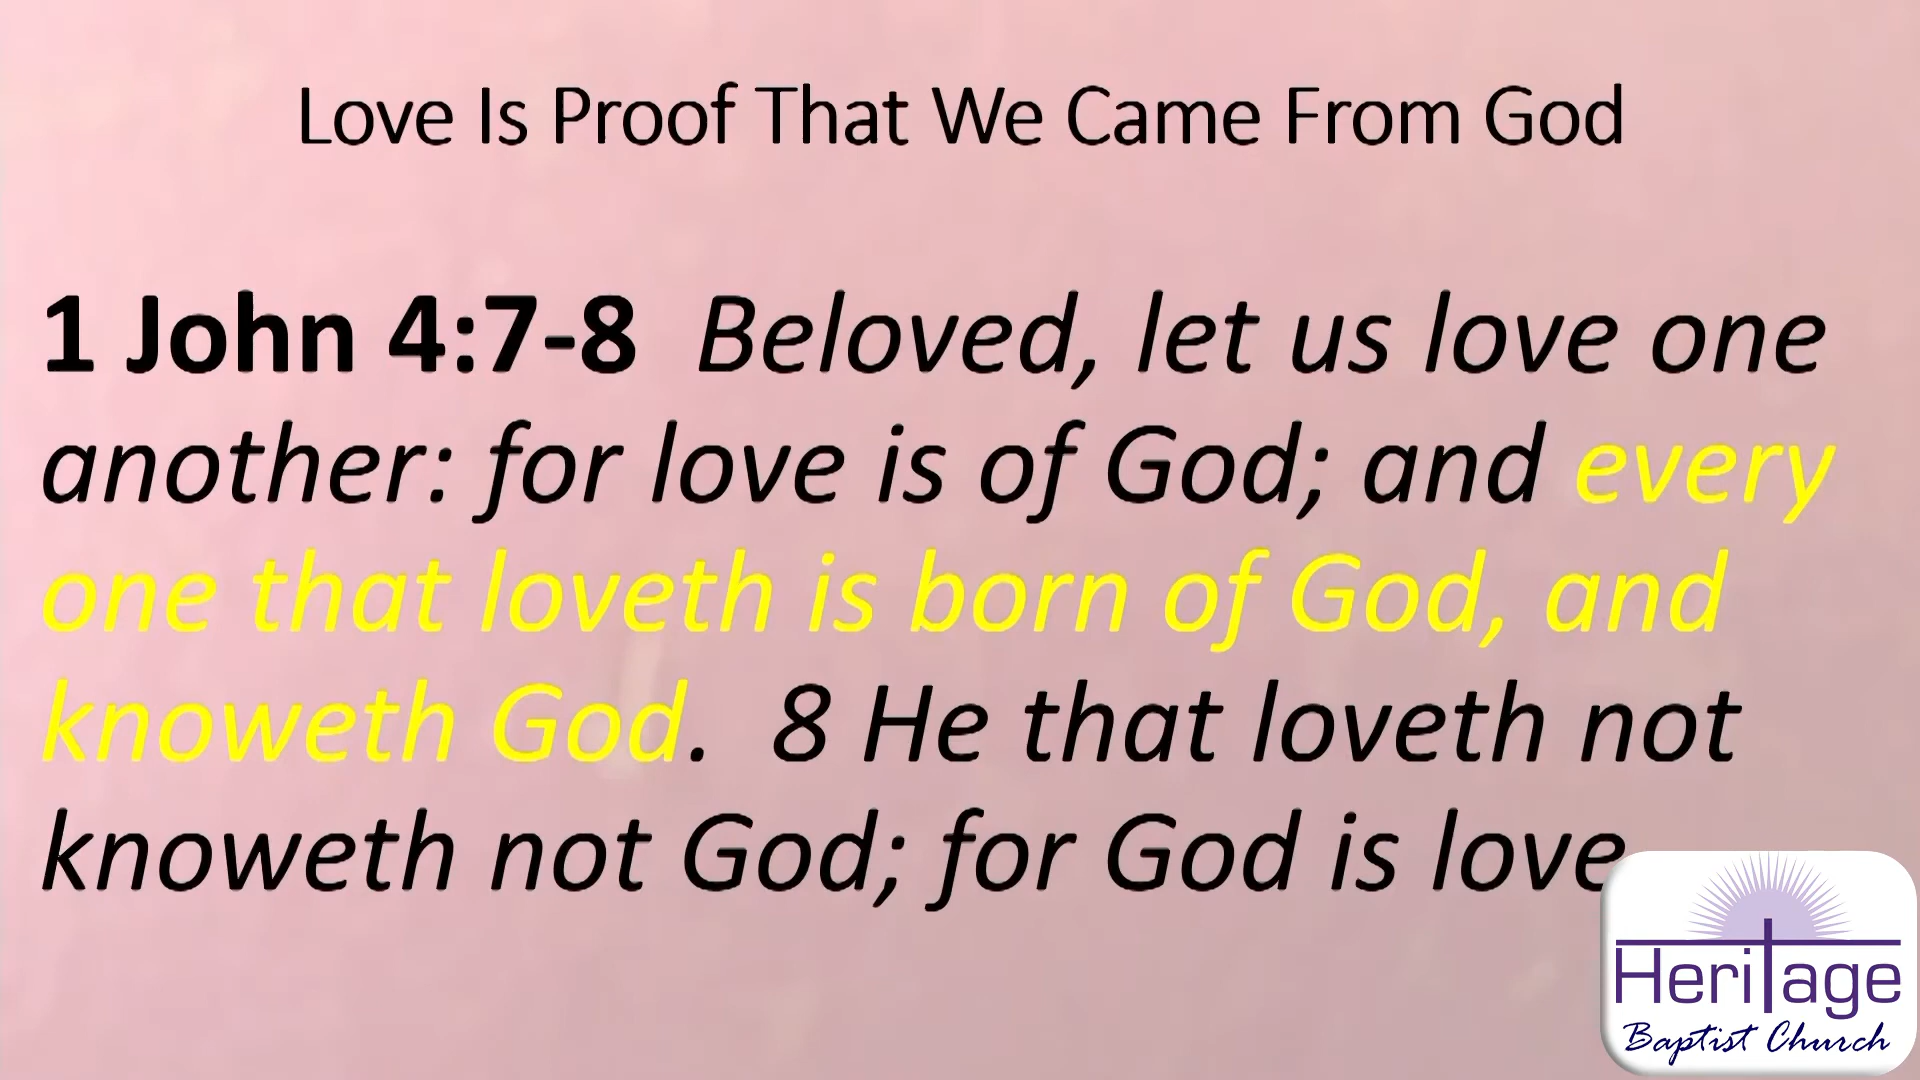 Love Is Proof That We Came From God
1 John 4:7-8 Beloved, let us love one
another: for love is of God; and every
one that loveth is born of God, and
knoweth God. 8 He that loveth not
knoweth not God; for God is love
Heritage
Baptist Church